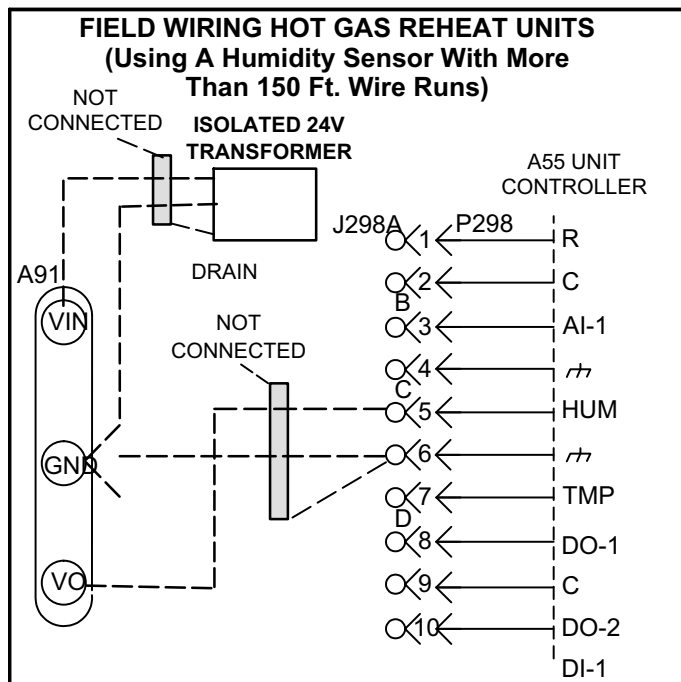 FIELD WIRING HOT GAS REHEAT UNITS
(Using A Humidity Sensor With More
Than 150 Ft. Wire Runs)
NOT
CONNECTED
ISOLATED 24V
TRANSFORMER
A55 UNIT
CONTROLLER
J298A
P298
DRAIN
A91
VIN
GND
VO
NOT
CONNECTED
1 R
2 C
B
3 AI-1
4
C
5 HUM
6
7 TMP
D
8 DO-1
9 C
10 DO-2
DI-1